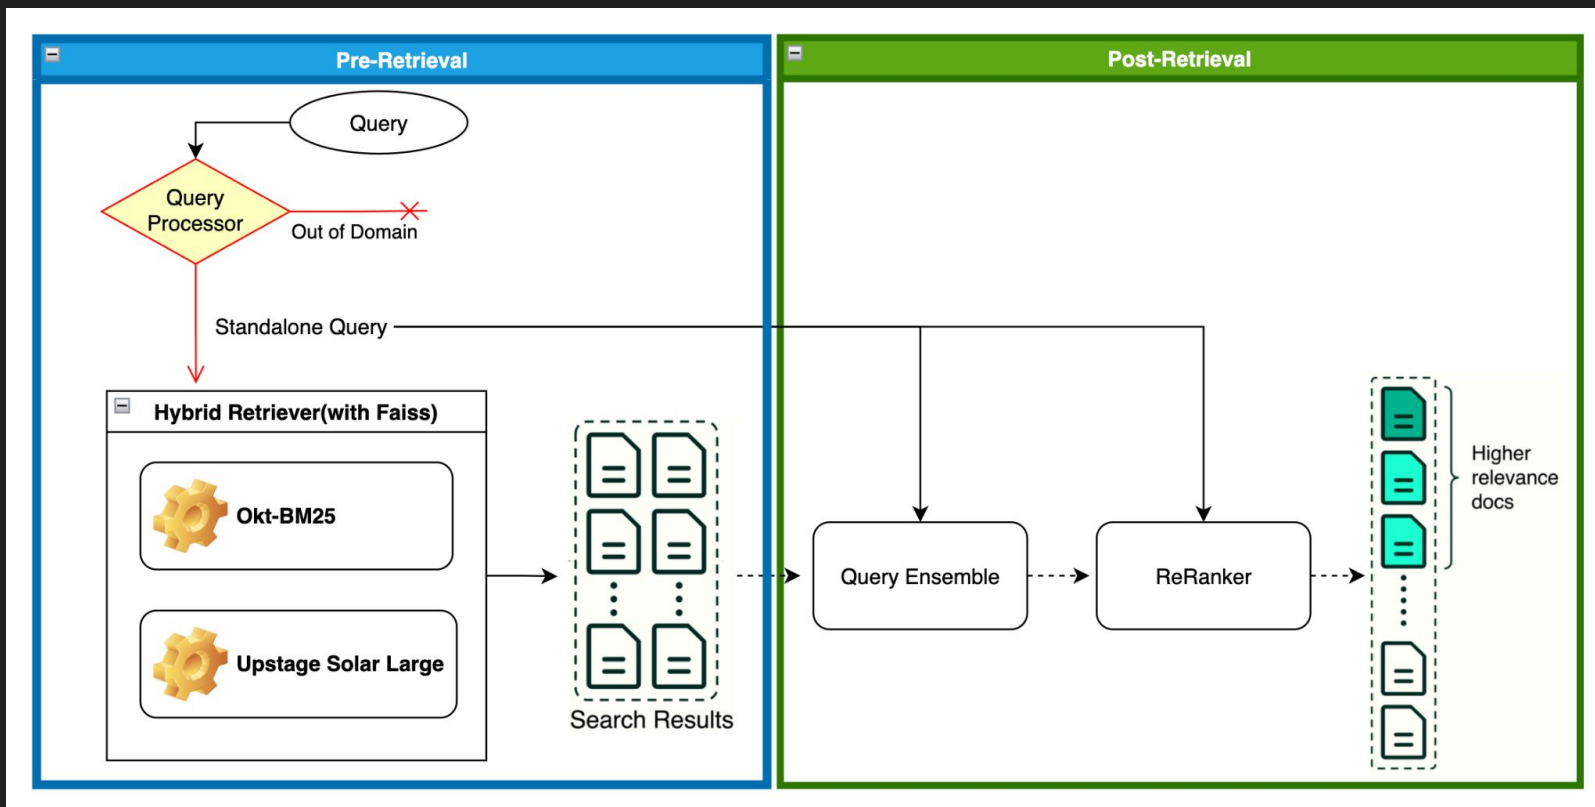 Pre-Retrieval
Post-Retrieval
Query
Query
Processor
Out of Domain
Standalone Query
Hybrid Retriever(with Faiss)
Okt-BM25
Upstage Solar Large
Search Results
Query Ensemble
ReRanker
Higher
relevance
docs